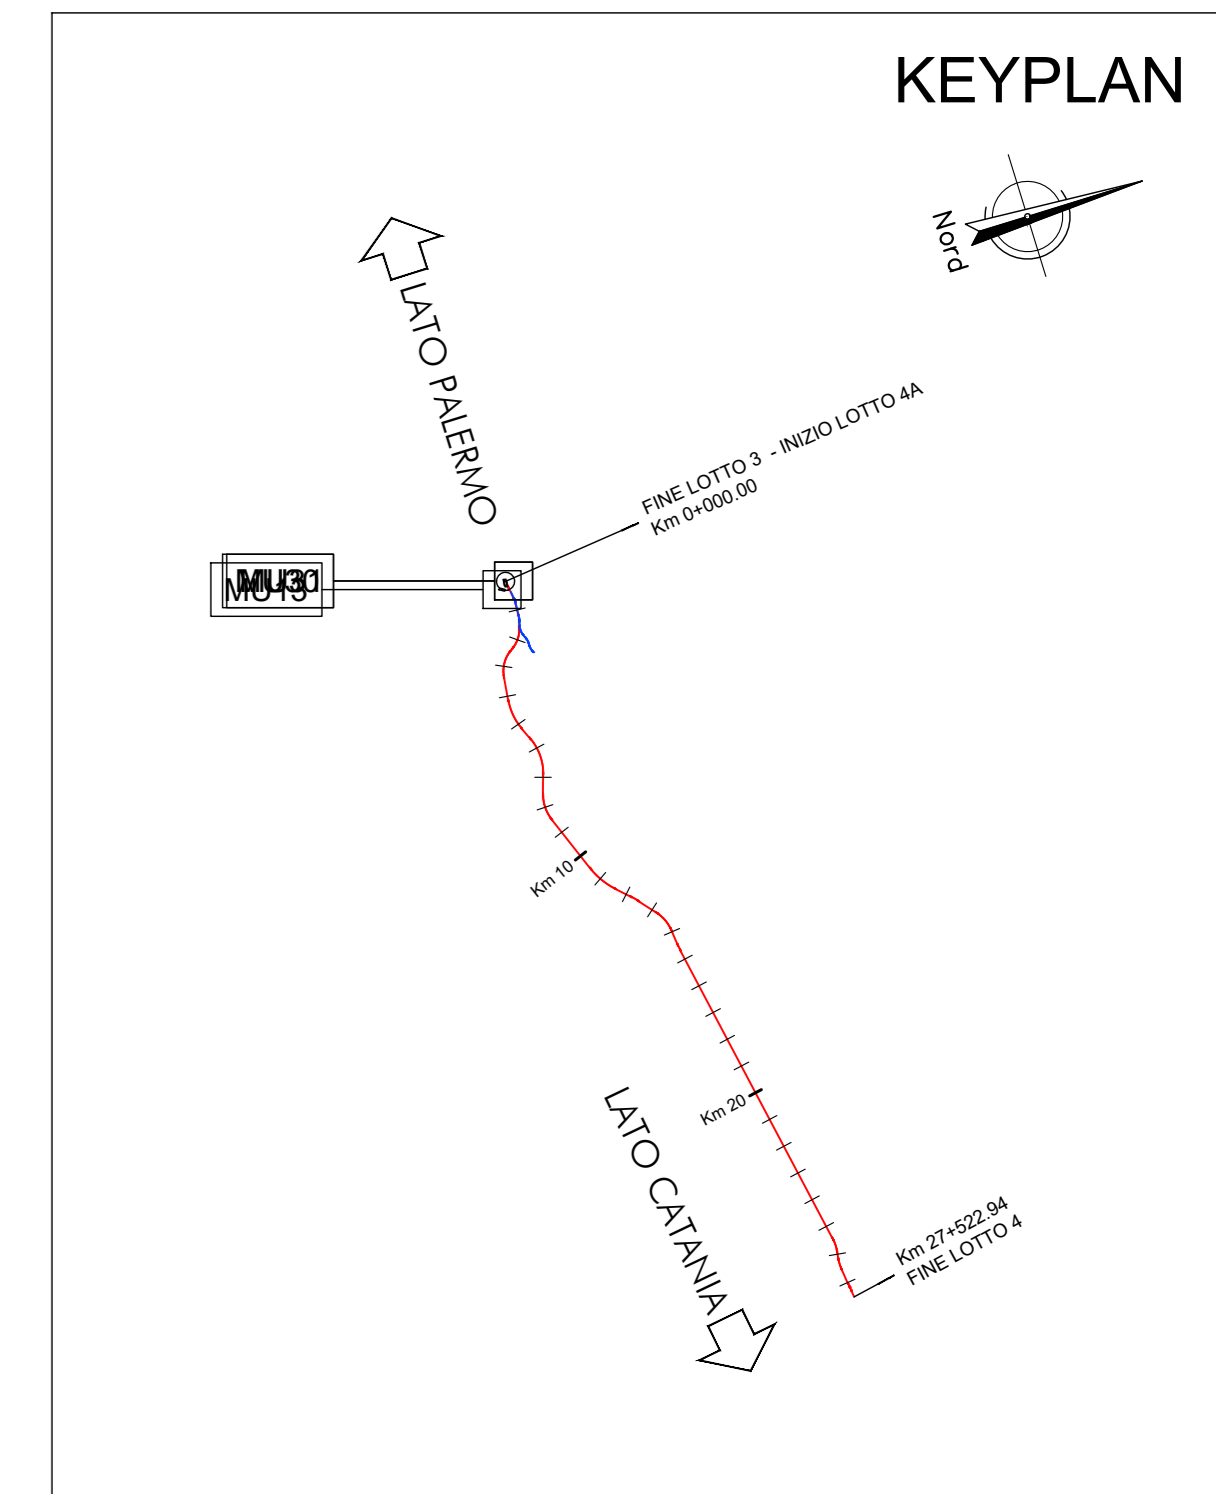 KEYPLAN
Nord
LATO PALERMO
FINE LOTTO 3 - INIZIO LOTTO 4A
Km 0+000.00
Km 10
Km 20
LATO CATANIA
Km 27+522.94
FINE LOTTO 4